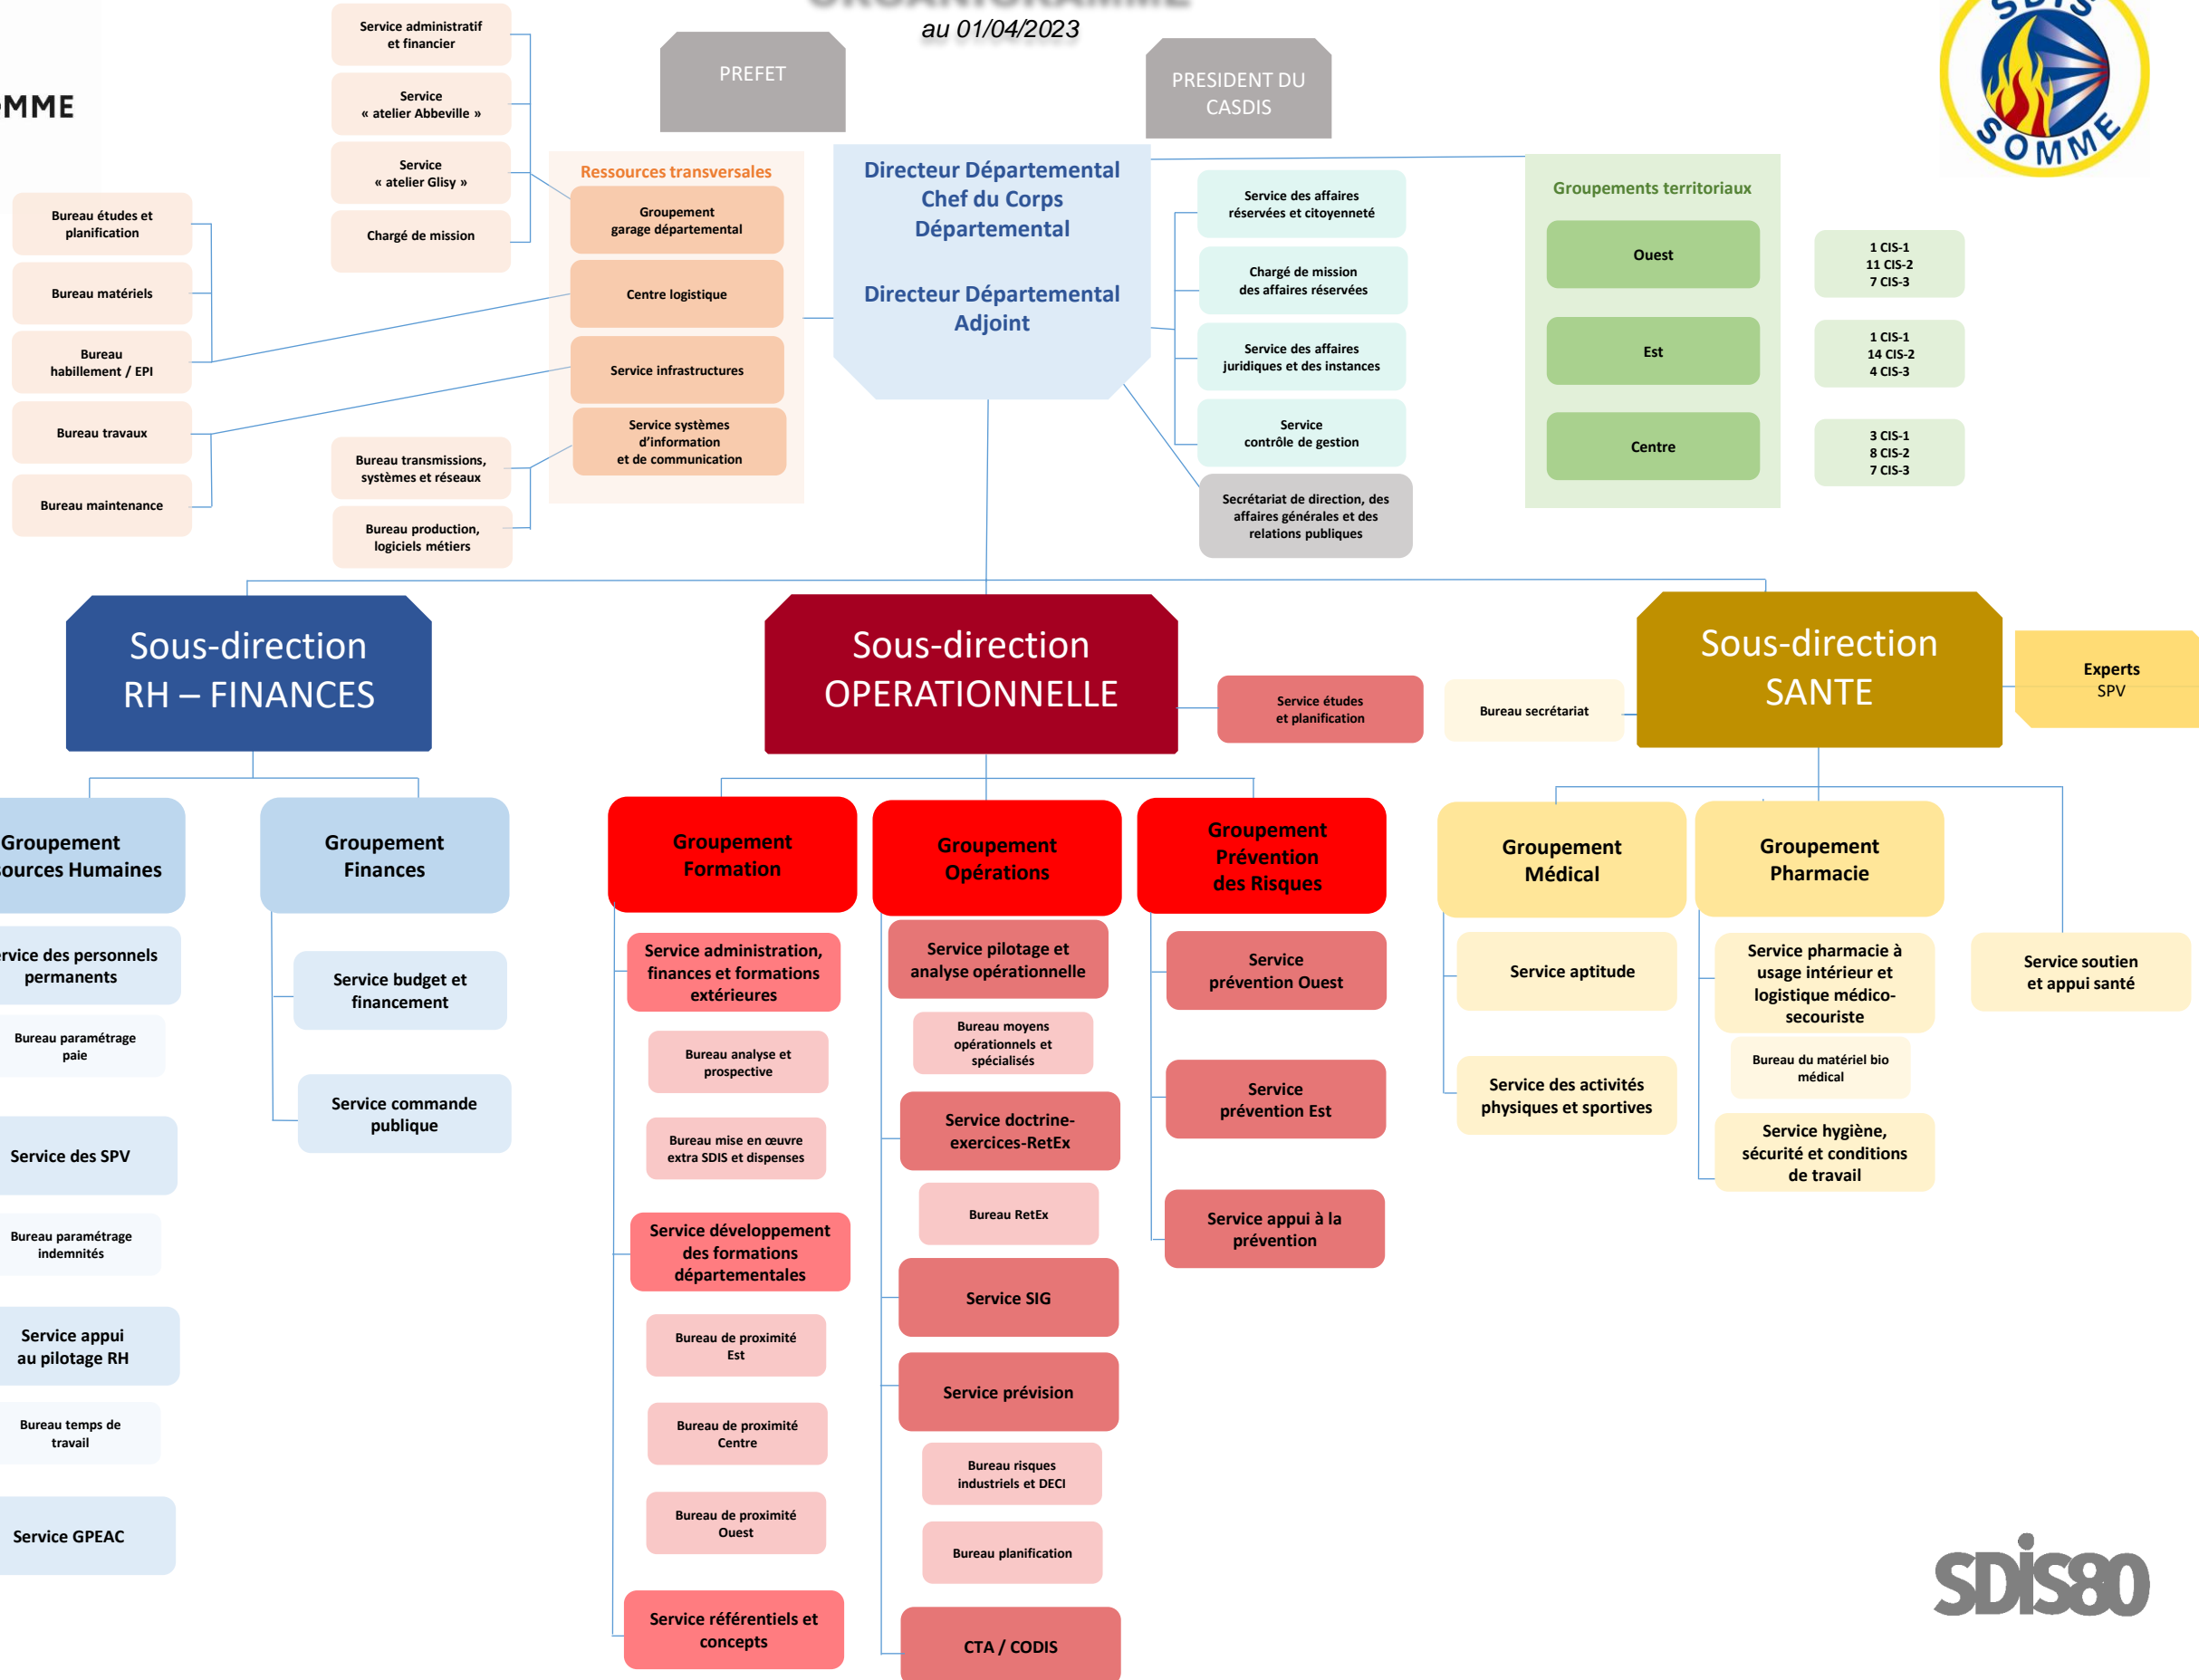 ORGANIGRAMME
au 01/04/2023
SDIS
SOMME
PREFET
PRESIDENT DU
CASDIS
Service administratif
et financier
Service
« atelier Abbeville »
Service
« atelier Glisy »
Chargé de mission
Bureau études et
planification
Bureau matériels
Bureau
habillement / EPI
Bureau travaux
Bureau maintenance
Bureau transmissions,
systèmes et réseaux
Bureau production,
logiciels métiers
Ressources transversales
Groupement
garage départemental
Centre logistique
Service infrastructures
Service systèmes
d’information
et de communication
Directeur Départemental
Chef du Corps
Départemental
Directeur Départemental
Adjoint
Service des affaires
réservées et citoyenneté
Chargé de mission
des affaires réservées
Service des affaires
juridiques et des instances
Service
contrôle de gestion
Secrétariat de direction, des
affaires générales et des
relations publiques
Groupements territoriaux
Ouest
1 CIS-1
11 CIS-2
7 CIS-3
Est
1 CIS-1
14 CIS-2
4 CIS-3
Centre
3 CIS-1
8 CIS-2
7 CIS-3
Sous-direction
RH – FINANCES
Groupement
sources Humaines
rvice des personnels
permanents
Bureau paramétrage
paie
Service des SPV
Bureau paramétrage
indemnités
Service appui
au pilotage RH
Bureau temps de
travail
Service GPEAC
Groupement
Finances
Service budget et
financement
Service commande
publique
Sous-direction
OPERATIONNELLE
Service études
et planification
Groupement
Formation
Service administration,
finances et formations
extérieures
Bureau analyse et
prospective
Bureau mise en œuvre
extra SDIS et dispenses
Service développement
des formations
départementales
Bureau de proximité
Est
Bureau de proximité
Centre
Bureau de proximité
Ouest
Service référentiels et
concepts
Groupement
Opérations
Service pilotage et
analyse opérationnelle
Bureau moyens
opérationnels et
spécialisés
Service doctrine-
exercices-RetEx
Bureau RetEx
Service SIG
Service prévision
Bureau risques
industriels et DECI
Bureau planification
CTA / CODIS
Groupement
Prévention
des Risques
Service
prévention Ouest
Service
prévention Est
Service appui à la
prévention
Sous-direction
SANTE
Bureau secrétariat
Experts
SPV
Groupement
Médical
Service aptitude
Service des activités
physiques et sportives
Groupement
Pharmacie
Service pharmacie à
usage intérieur et
logistique médico-
secouriste
Bureau du matériel bio
médical
Service hygiène,
sécurité et conditions
de travail
Service soutien
et appui santé
SDIS80